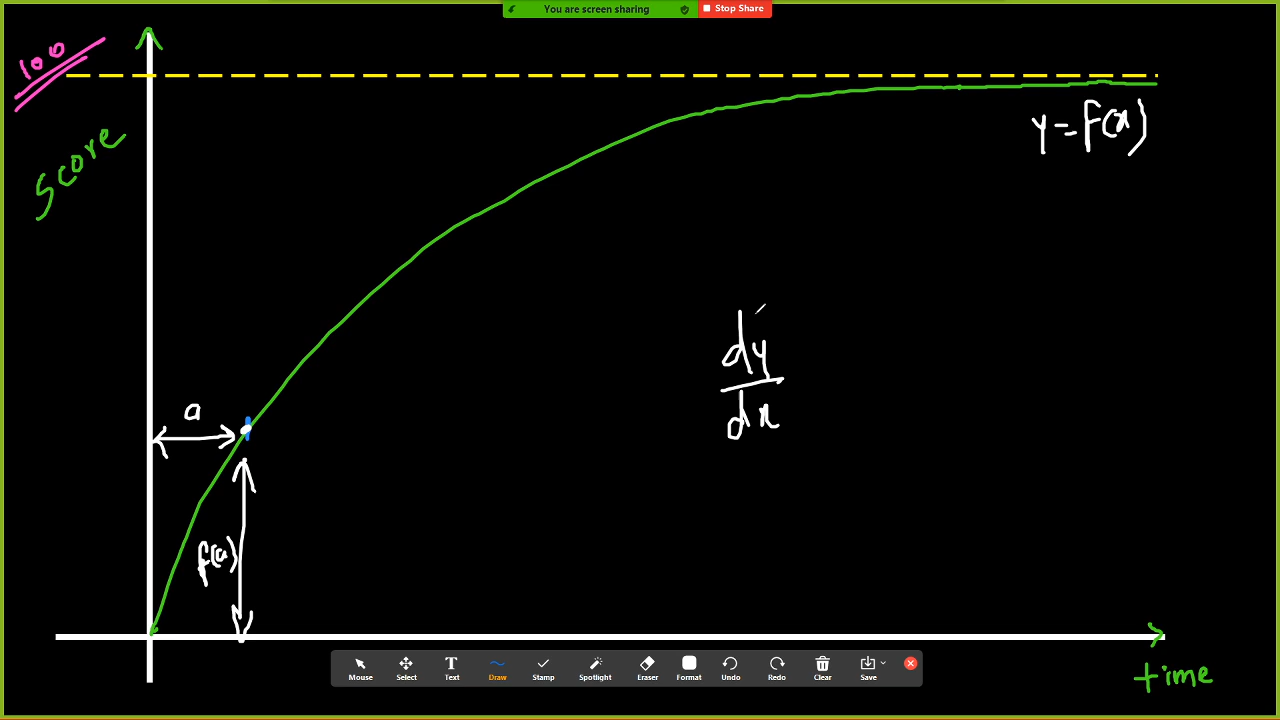 You are screen sharing Stop Share
100
Score
y=f(x)
dy
dx
a
f(a)
time
Mouse Select Text Draw Stamp Spotlight Eraser Format Undo Redo Clear Save